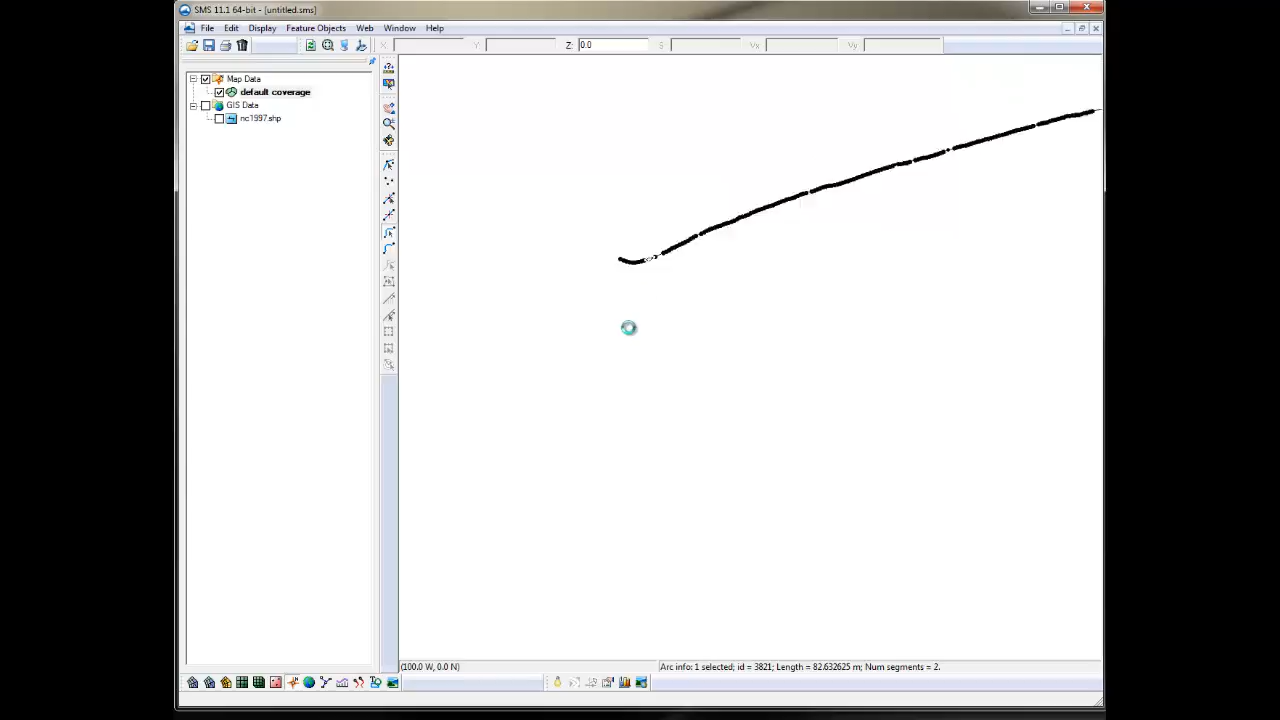 SMS 11.1 64-bit - [untitled.sms]
File Edit Display Feature Objects Web Window Help
X: Y: Z: 0.0 S: Vx Vy
Map Data
default coverage
GIS Data
nc1997.shp
(100.0 W, 0.0 N) Arc info: 1 selected; id = 3821; Length = 82.632625 m; Num segments = 2.